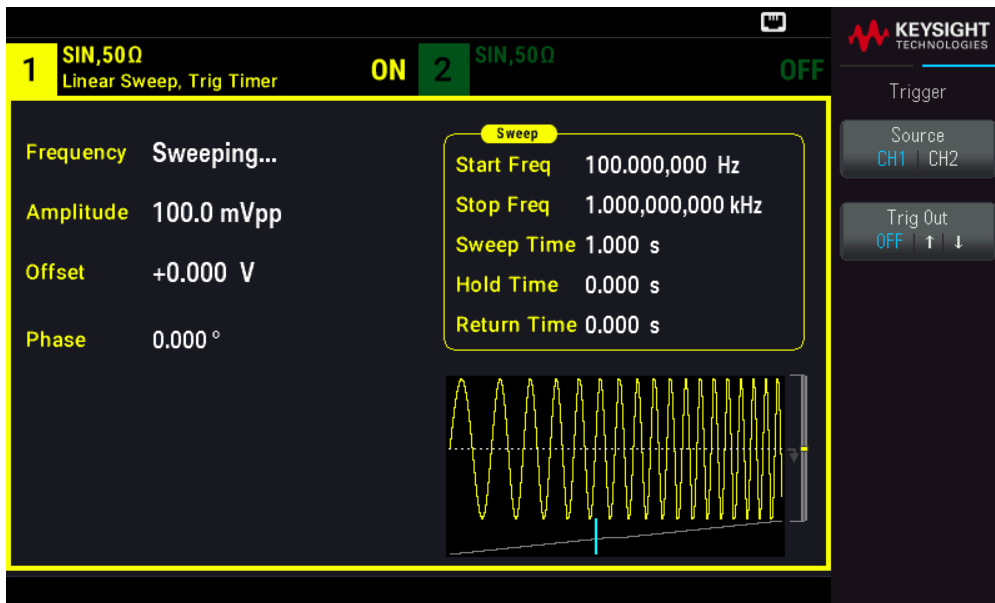 KEYSIGHT
TECHNOLOGIES
1 SIN,50Ω ON 2 SIN,50Ω OFF
Linear Sweep, Trig Timer
Trigger
Frequency Sweeping...
Amplitude 100.0 mVpp
Offset +0.000 V
Phase 0.000 °
Sweep
Start Freq 100.000,000 Hz
Stop Freq 1.000,000,000 kHz
Sweep Time 1.000 s
Hold Time 0.000 s
Return Time 0.000 s
Source
CH1 CH2
Trig Out
OFF ↑ ↓